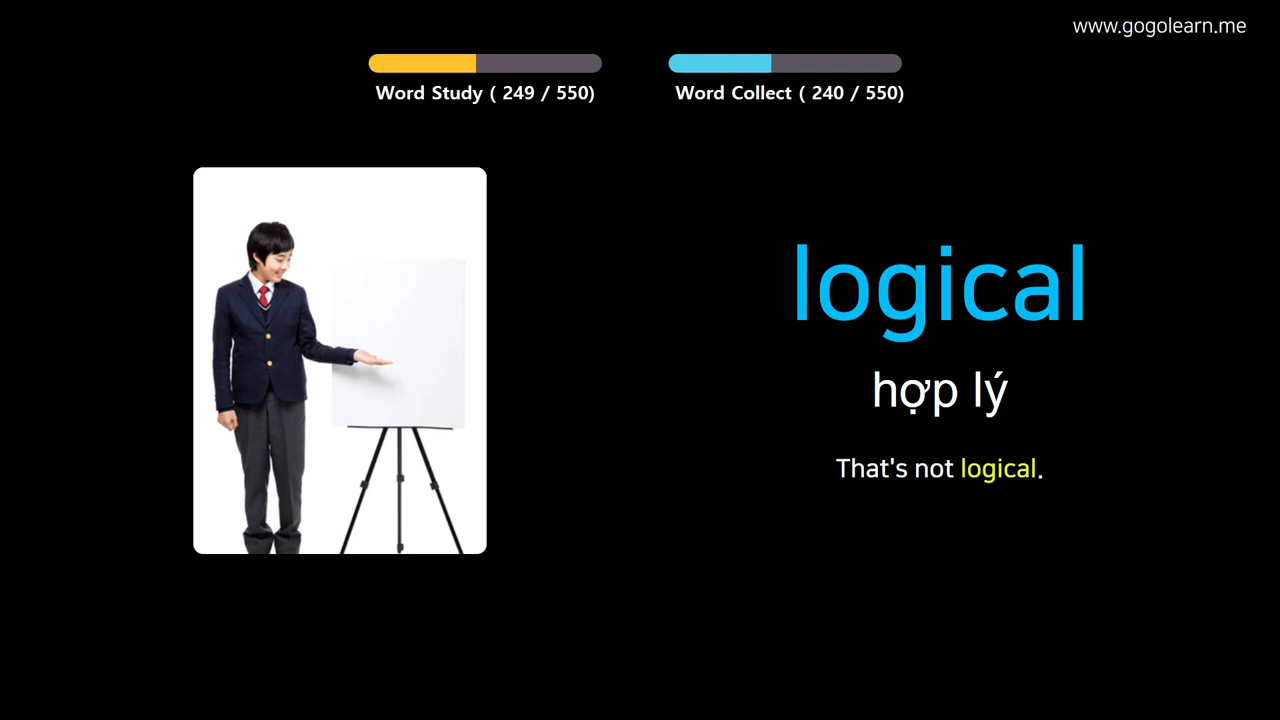 www.gogolearn.me
Word Study ( 249 / 550)
Word Collect ( 240 / 550)
logical
hợp lý
That's not logical.